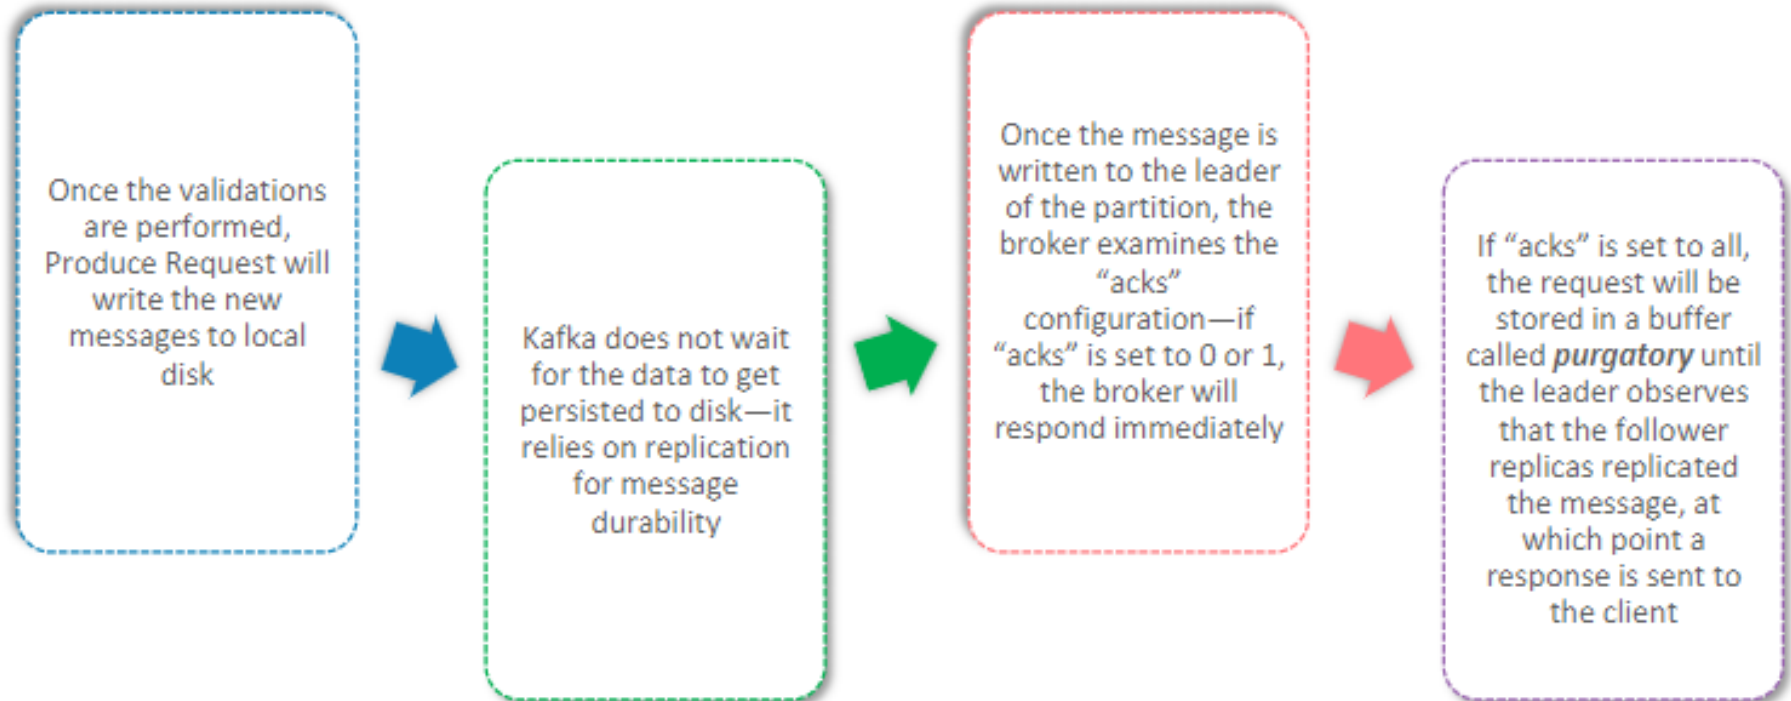 Once the validations
are performed,
Produce Request will
write the new
messages to local
disk
Kafka does not wait
for the data to get
persisted to disk—it
relies on replication
for message
durability
Once the message is
written to the leader
of the partition, the
broker examines the
“acks”
configuration—if
“acks” is set to 0 or 1,
the broker will
respond immediately
If “acks” is set to all,
the request will be
stored in a buffer
called purgatory until
the leader observes
that the follower
replicas replicated
the message, at
which point a
response is sent to
the client